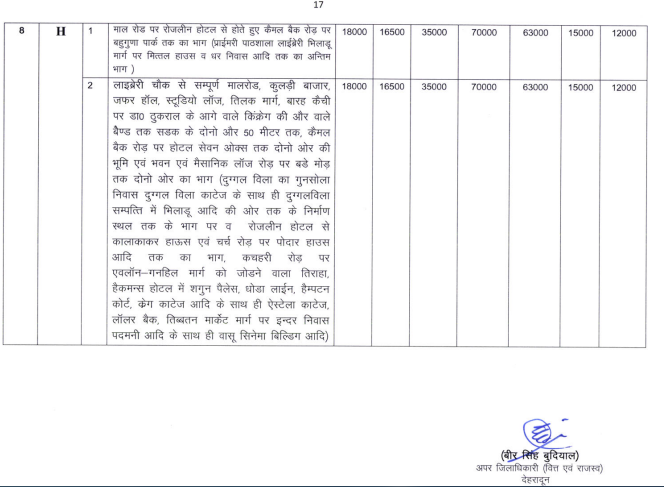 17
8 H 1 माल रोड पर रोजलीन होटल से होते हुए कैमल बैक रोड़ पर 18000 16500 35000 70000 63000 15000 12000
बहुगुणा पार्क तक का भाग (प्राईमरी पाठशाला लाईब्रेरी भिलाडू
मार्ग पर मित्तल हाउस व धर निवास आदि तक का अन्तिम
भाग )
2 लाइब्रेरी चौक से सम्पूर्ण मालरोड, कुलड़ी बाजार, 18000 16500 35000 70000 63000 15000 12000
जफर हॉल, स्टूडियो लॉज, तिलक मार्ग, बारह कैची
पर डा0 ठुकराल के आगे वाले किंक्रेग की और वाले
बैण्ड तक सडक के दोनो और 50 मीटर तक, कैमल
बैक रोड़ पर होटल सेवन ओक्स तक दोनो ओर की
भूमि एवं भवन एवं मैसानिक लॉज रोड़ पर बडे मोड़
तक दोनो ओर का भाग (दुग्गल विला का गुनसोला
निवास दुग्गल विला काटेज के साथ ही दुग्गलविला
सम्पत्ति में भिलाडू आदि की ओर तक के निर्माण
स्थल तक के भाग पर व रोजलीन होटल से
कालाकाकर हाऊस एवं चर्च रोड़ पर पोदार हाउस
आदि तक का भाग, कचहरी रोड़ पर
एवलॉन–गनहिल मार्ग को जोडने वाला तिराहा,
हैकमन्स होटल में शगुन पैलेस, घोडा लाईन, हैम्पटन
कोर्ट, क्रेग काटेज आदि के साथ ही ऐस्टेला काटेज,
लॉलर बैक, तिब्बतन मार्केट मार्ग पर इन्दर निवास
पदमनी आदि के साथ ही वासू सिनेमा बिल्डिग आदि)
(बीर सिंह बुदियाल)
अपर जिलाधिकारी (वित्त एवं राजस्व)
देहरादून